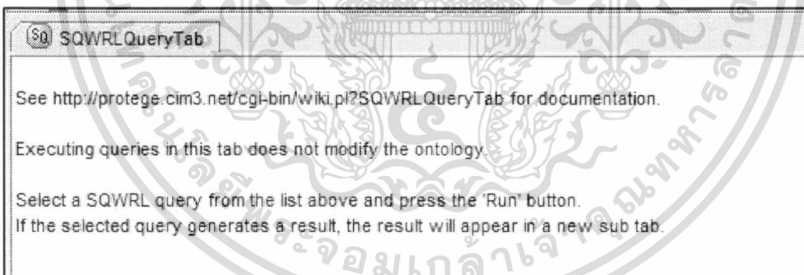 SQ SQWRLQueryTab
See http://protege.cim3.net/cgi-bin/wiki.pl?SQWRLQueryTab for documentation.
Executing queries in this tab does not modify the ontology.
Select a SQWRL query from the list above and press the 'Run' button.
If the selected query generates a result, the result will appear in a new sub tab.